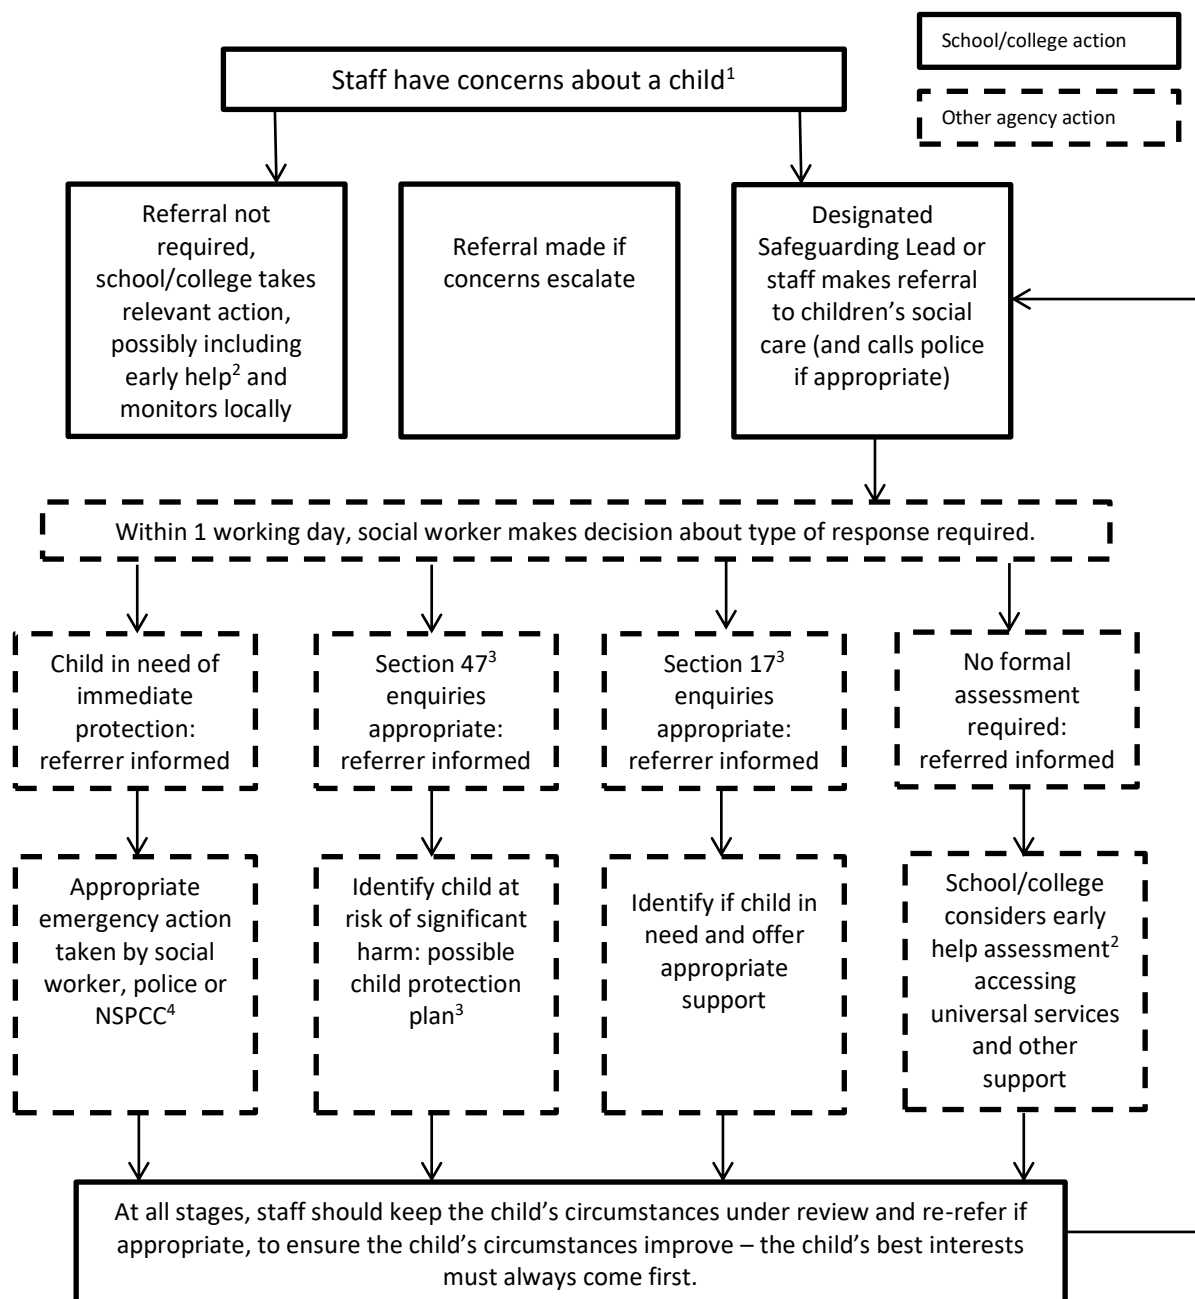 School/college action
Staff have concerns about a child¹
Other agency action
Referral not
required,
school/college takes
relevant action,
possibly including
early help² and
monitors locally
Referral made if
concerns escalate
Designated
Safeguarding Lead or
staff makes referral
to children’s social
care (and calls police
if appropriate)
Within 1 working day, social worker makes decision about type of response required.
Child in need of
immediate
protection:
referrer informed
Section 47³
enquiries
appropriate:
referrer informed
Section 17³
enquiries
appropriate:
referrer informed
No formal
assessment
required:
referred informed
Appropriate
emergency action
taken by social
worker, police or
NSPCC⁴
Identify child at
risk of significant
harm: possible
child protection
plan³
Identify if child in
need and offer
appropriate
support
School/college
considers early
help assessment²
accessing
universal services
and other
support
At all stages, staff should keep the child’s circumstances under review and re-refer if
appropriate, to ensure the child’s circumstances improve – the child’s best interests
must always come first.